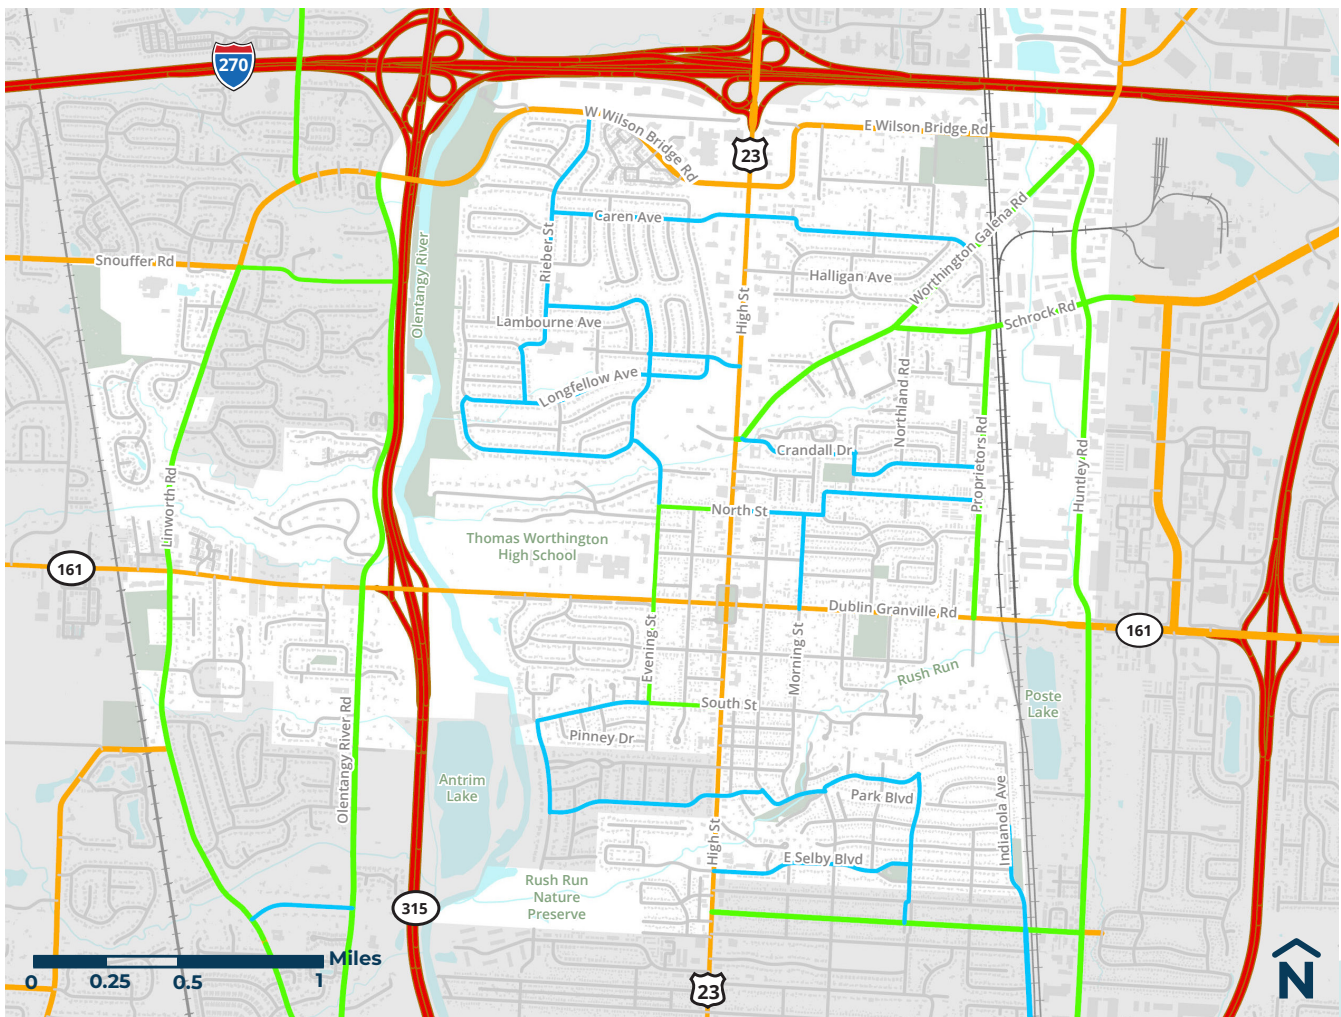 270
W Wilson Bridge Rd
E Wilson Bridge Rd
23
Caren Ave
Worthington Galena Rd
Rieber St
Olentangy River
Snouffer Rd
Halligan Ave
High St
Schrock Rd
Lambourne Ave
Longfellow Ave
Northland Rd
Crandall Dr
Proprietors Rd
Huntley Rd
Linworth Rd
North St
Thomas Worthington
High School
161
Dublin Granville Rd
161
Evening St
Morning St
Rush Run
South St
Poste
Lake
Pinney Dr
Olentangy River Rd
Antrim
Lake
Park Blvd
Indianola Ave
High St
E Selby Blvd
Rush Run
Nature
Preserve
315
Miles
0
0.25
0.5
1
23
N